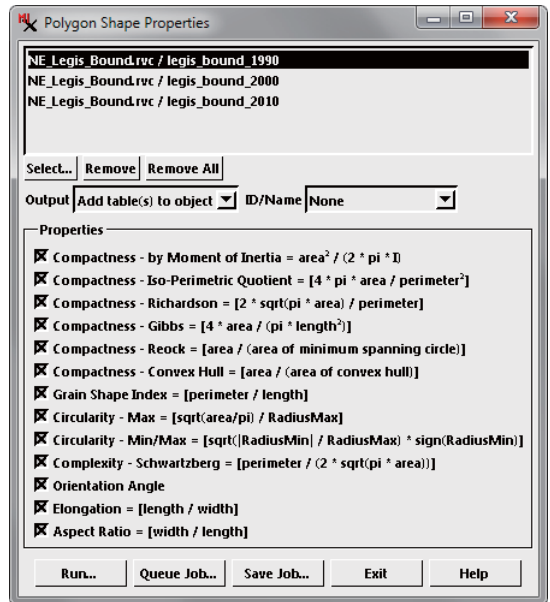 Polygon Shape Properties
NE_Legis_Bound.rvc / legis_bound_1990
NE_Legis_Bound.rvc / legis_bound_2000
NE_Legis_Bound.rvc / legis_bound_2010
Select... Remove Remove All
Output Add table(s) to object ID/Name None
Properties
Compactness - by Moment of Inertia = area² / (2 * pi * I)
Compactness - Iso-Perimetric Quotient = [4 * pi * area / perimeter²]
Compactness - Richardson = [2 * sqrt(pi * area) / perimeter]
Compactness - Gibbs = [4 * area / (pi * length²)]
Compactness - Reock = [area / (area of minimum spanning circle)]
Compactness - Convex Hull = [area / (area of convex hull)]
Grain Shape Index = [perimeter / length]
Circularity - Max = [sqrt(area/pi) / RadiusMax]
Circularity - Min/Max = [sqrt(|RadiusMin| / RadiusMax) * sign(RadiusMin)]
Complexity - Schwartzberg = [perimeter / (2 * sqrt(pi * area))]
Orientation Angle
Elongation = [length / width]
Aspect Ratio = [width / length]
Run... Queue Job... Save Job... Exit Help